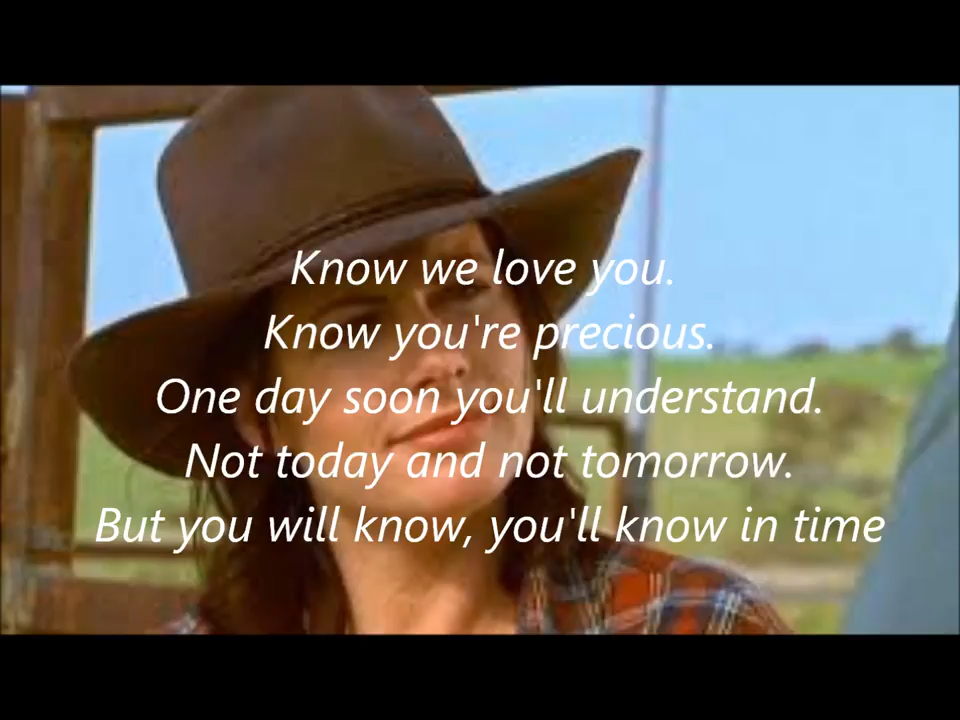 Know we love you.
Know you're precious.
One day soon you'll understand.
Not today and not tomorrow.
But you will know, you'll know in time